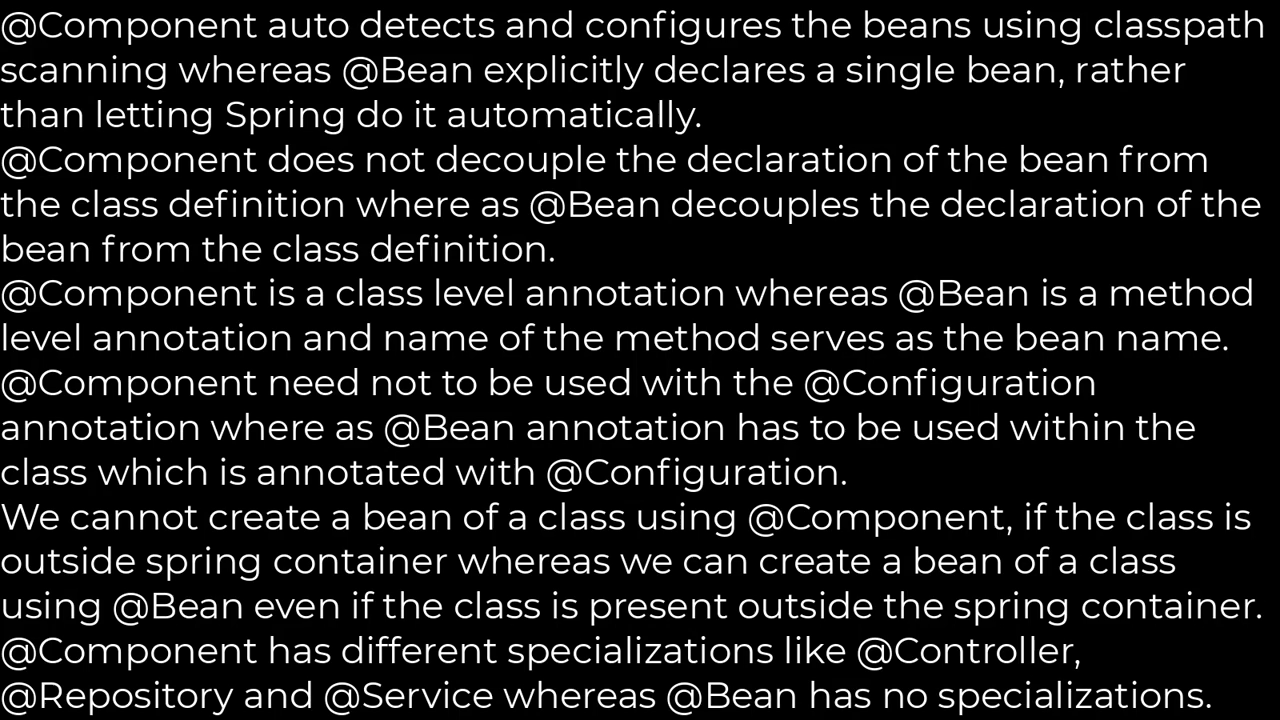 @Component auto detects and configures the beans using classpath
scanning whereas @Bean explicitly declares a single bean, rather
than letting Spring do it automatically.
@Component does not decouple the declaration of the bean from
the class definition where as @Bean decouples the declaration of the
bean from the class definition.
@Component is a class level annotation whereas @Bean is a method
level annotation and name of the method serves as the bean name.
@Component need not to be used with the @Configuration
annotation where as @Bean annotation has to be used within the
class which is annotated with @Configuration.
We cannot create a bean of a class using @Component, if the class is
outside spring container whereas we can create a bean of a class
using @Bean even if the class is present outside the spring container.
@Component has different specializations like @Controller,
@Repository and @Service whereas @Bean has no specializations.